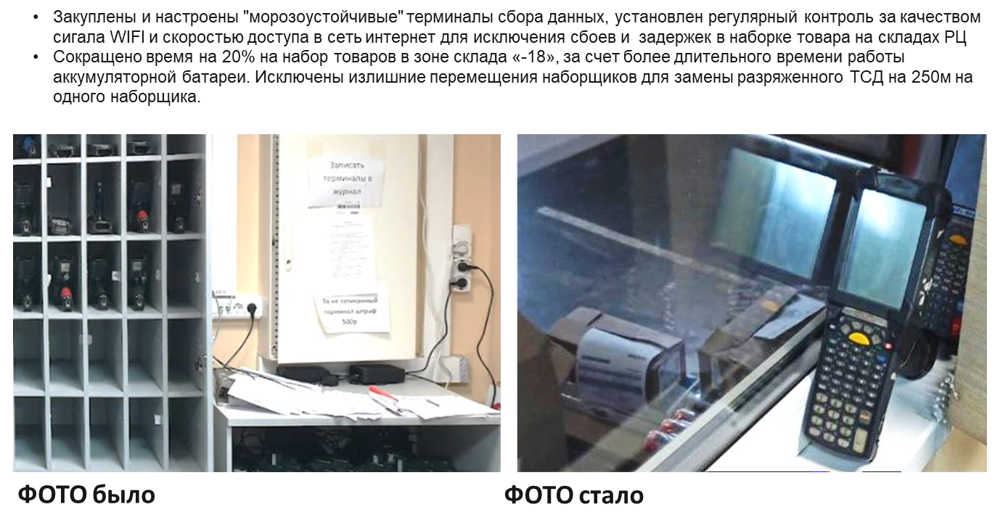 • Закуплены и настроены "морозоустойчивые" терминалы сбора данных, установлен регулярный контроль за качеством
сигала WIFI и скоростью доступа в сеть интернет для исключения сбоев и задержек в наборке товара на складах РЦ
• Сокращено время на 20% на набор товаров в зоне склада «-18», за счет более длительного времени работы
аккумуляторной батареи. Исключены излишние перемещения наборщиков для замены разряженного ТСД на 250м на
одного наборщика.
Записать
терминалы в
журнал
За не записанный
терминал штраф
500р
ФОТО было
ФОТО стало